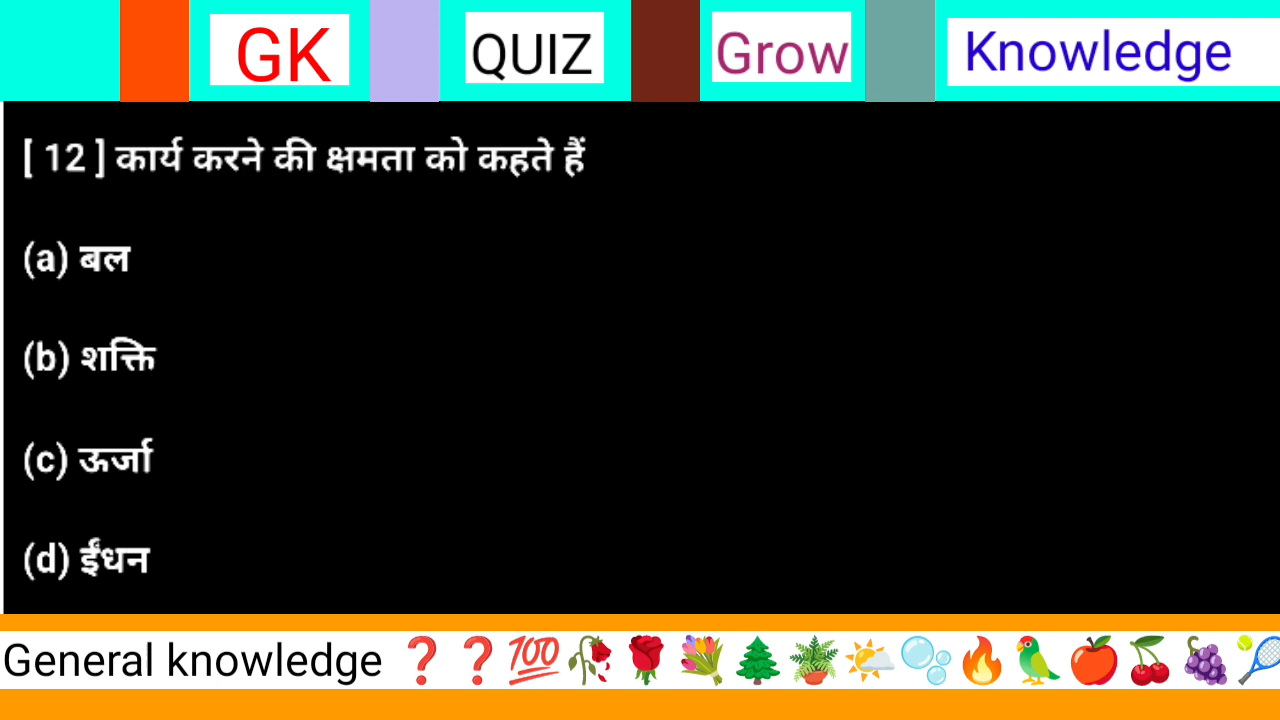 GK QUIZ Grow Knowledge
[ 12 ] कार्य करने की क्षमता को कहते हैं
(a) बल
(b) शक्ति
(c) ऊर्जा
(d) ईंधन
General knowledge ❓❓💯🥀🌹💐🌲🪴🌤️🫧🔥🦜🍎🍒🍇🎾